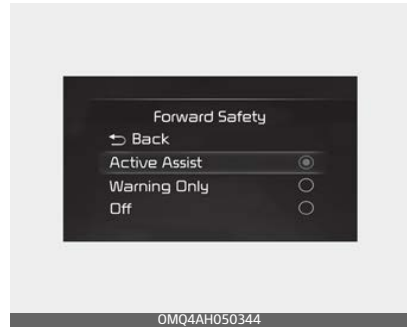 Forward Safety
Back
Active Assist
Warning Only
Off
OMQ4AH050344